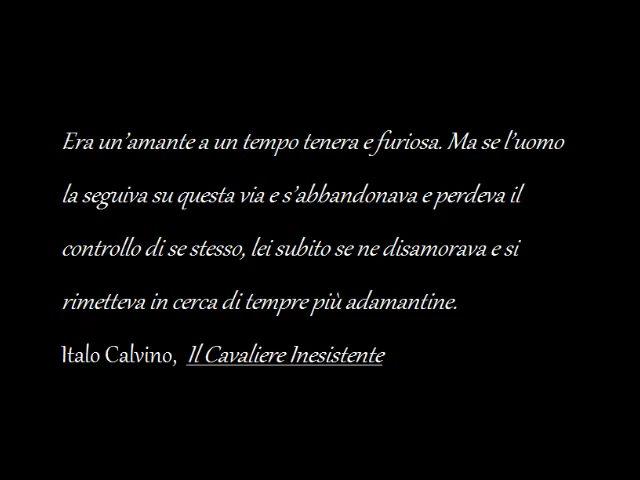 Era un’amante a un tempo tenera e furiosa. Ma se l’uomo
la seguiva su questa via e s’abbandonava e perdeva il
controllo di se stesso, lei subito se ne disamorava e si
rimetteva in cerca di tempre più adamantine.
Italo Calvino, Il Cavaliere Inesistente